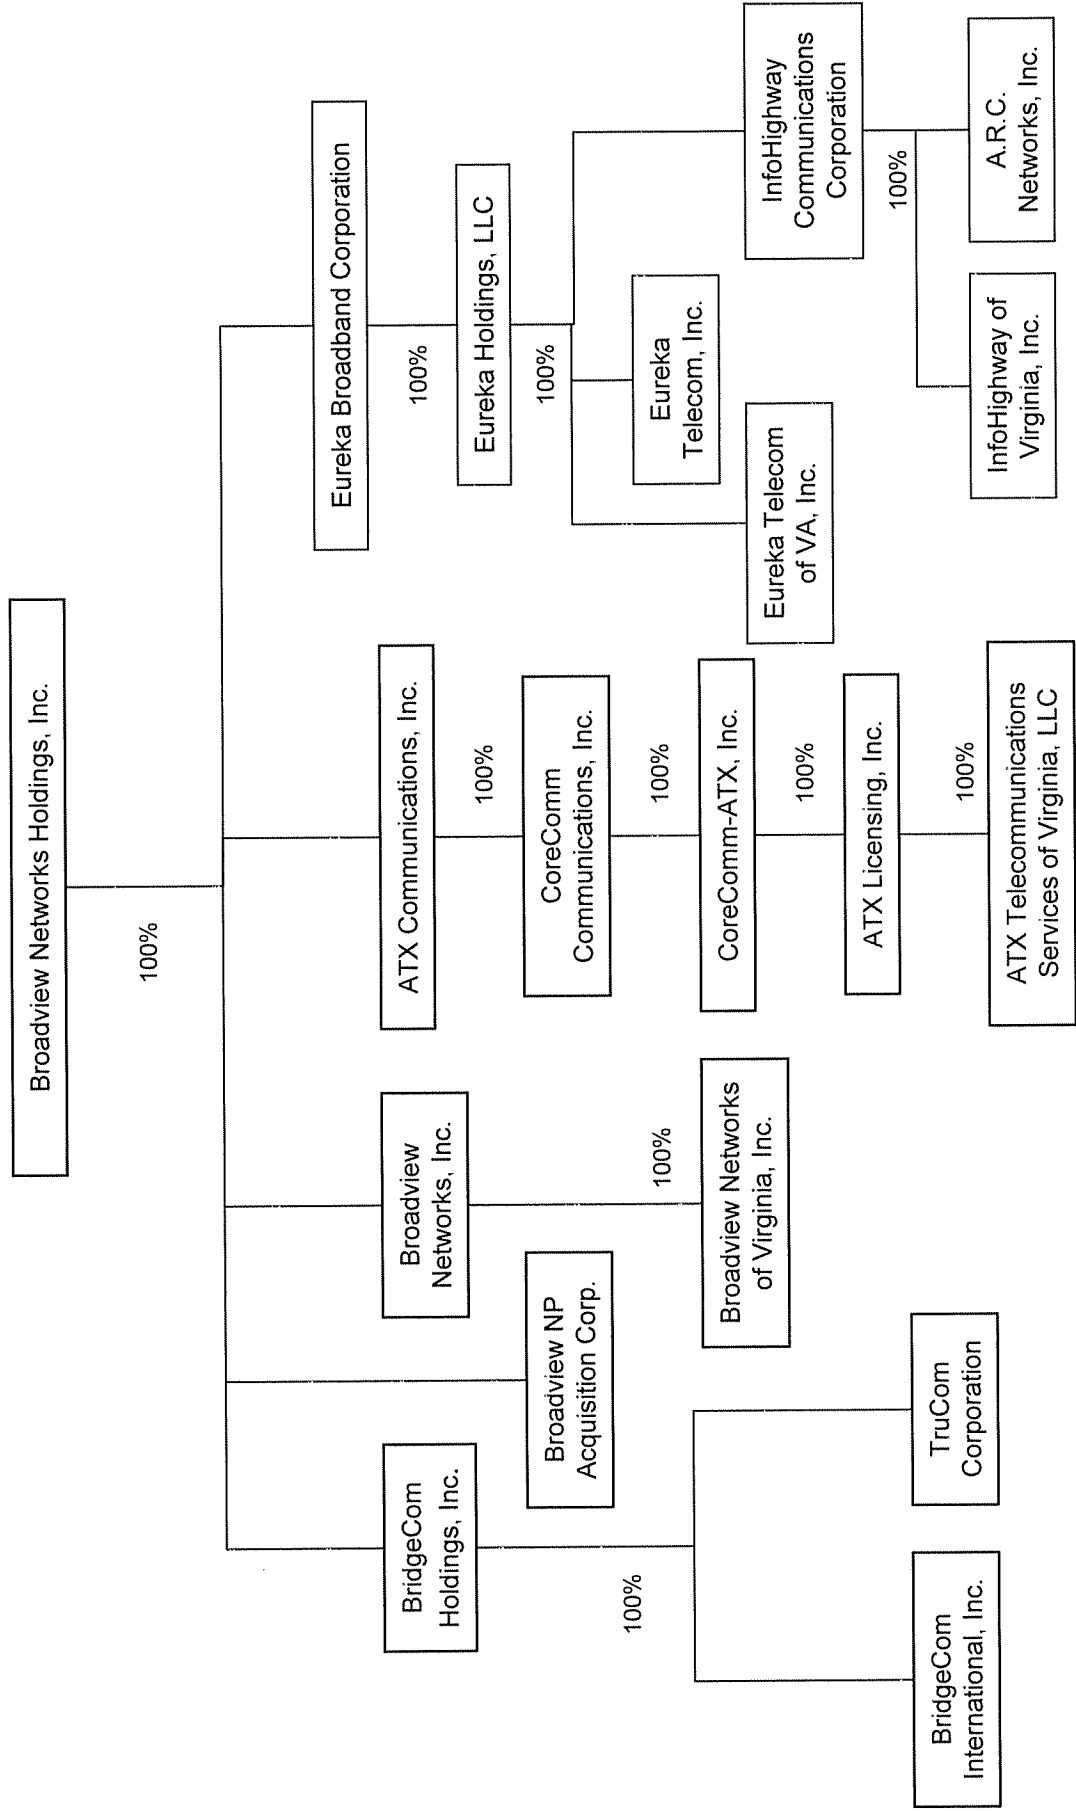 Broadview Networks Holdings, Inc.
100%
BridgeCom
Holdings, Inc.
100%
BridgeCom
International, Inc.
TruCom
Corporation
Broadview NP
Acquisition Corp.
Broadview
Networks, Inc.
100%
Broadview Networks
of Virginia, Inc.
ATX Communications, Inc.
100%
CoreComm
Communications, Inc.
100%
CoreComm-ATX, Inc.
100%
ATX Licensing, Inc.
100%
ATX Telecommunications
Services of Virginia, LLC
Eureka Broadband Corporation
100%
Eureka Holdings, LLC
100%
Eureka Telecom
of VA, Inc.
Eureka
Telecom, Inc.
InfoHighway
Communications
Corporation
100%
InfoHighway of
Virginia, Inc.
A.R.C.
Networks, Inc.